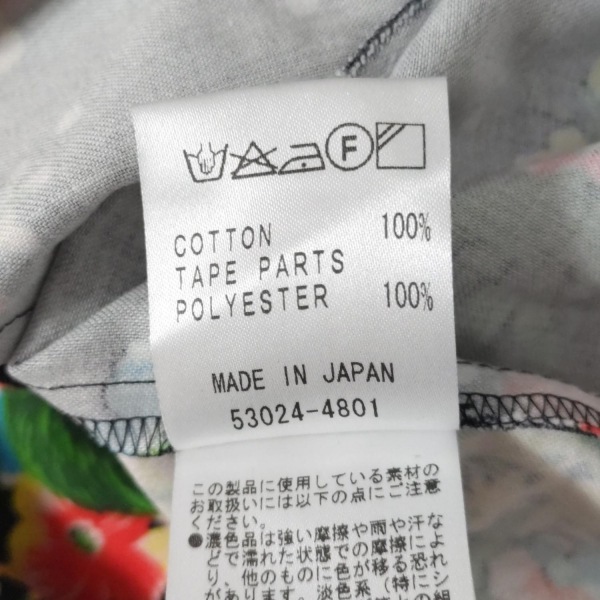 F
COTTON 100%
TAPE PARTS
POLYESTER 100%
MADE IN JAPAN
53024-4801
この製品に使用している素材の
お取扱いには以下の点にご注意
ください。
●濃色品は強い摩擦や雨や汗な
どで濡れた状態での摩擦によ
り、他のものに色が移る恐れ
があります。淡色系（特にシ